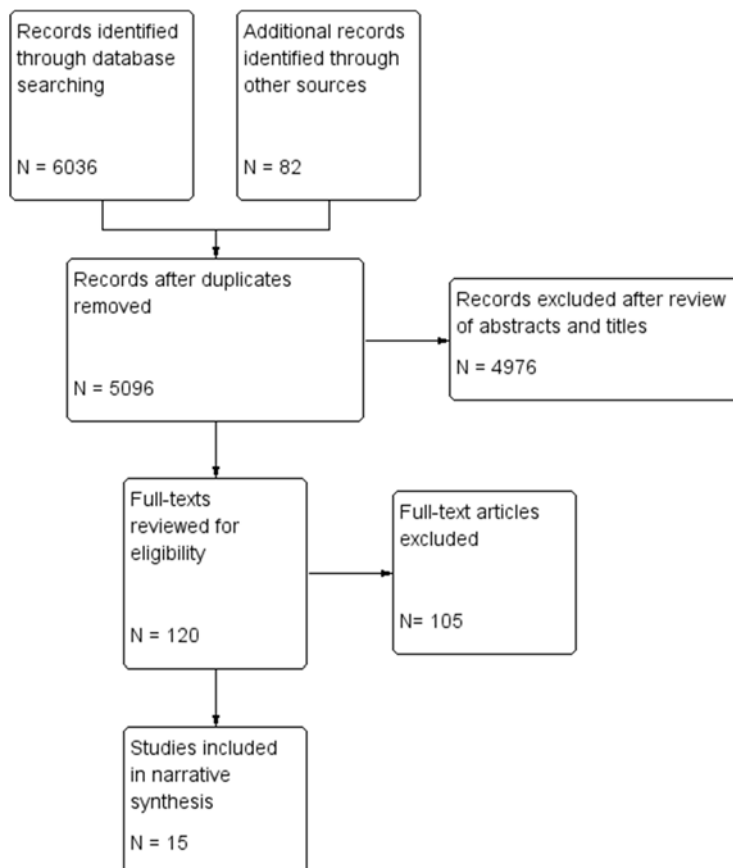 Records identified
through database
searching
N = 6036
Additional records
identified through
other sources
N = 82
Records after duplicates
removed
N = 5096
Records excluded after review
of abstracts and titles
N = 4976
Full-texts
reviewed for
eligibility
N = 120
Full-text articles
excluded
N= 105
Studies included
in narrative
synthesis
N = 15